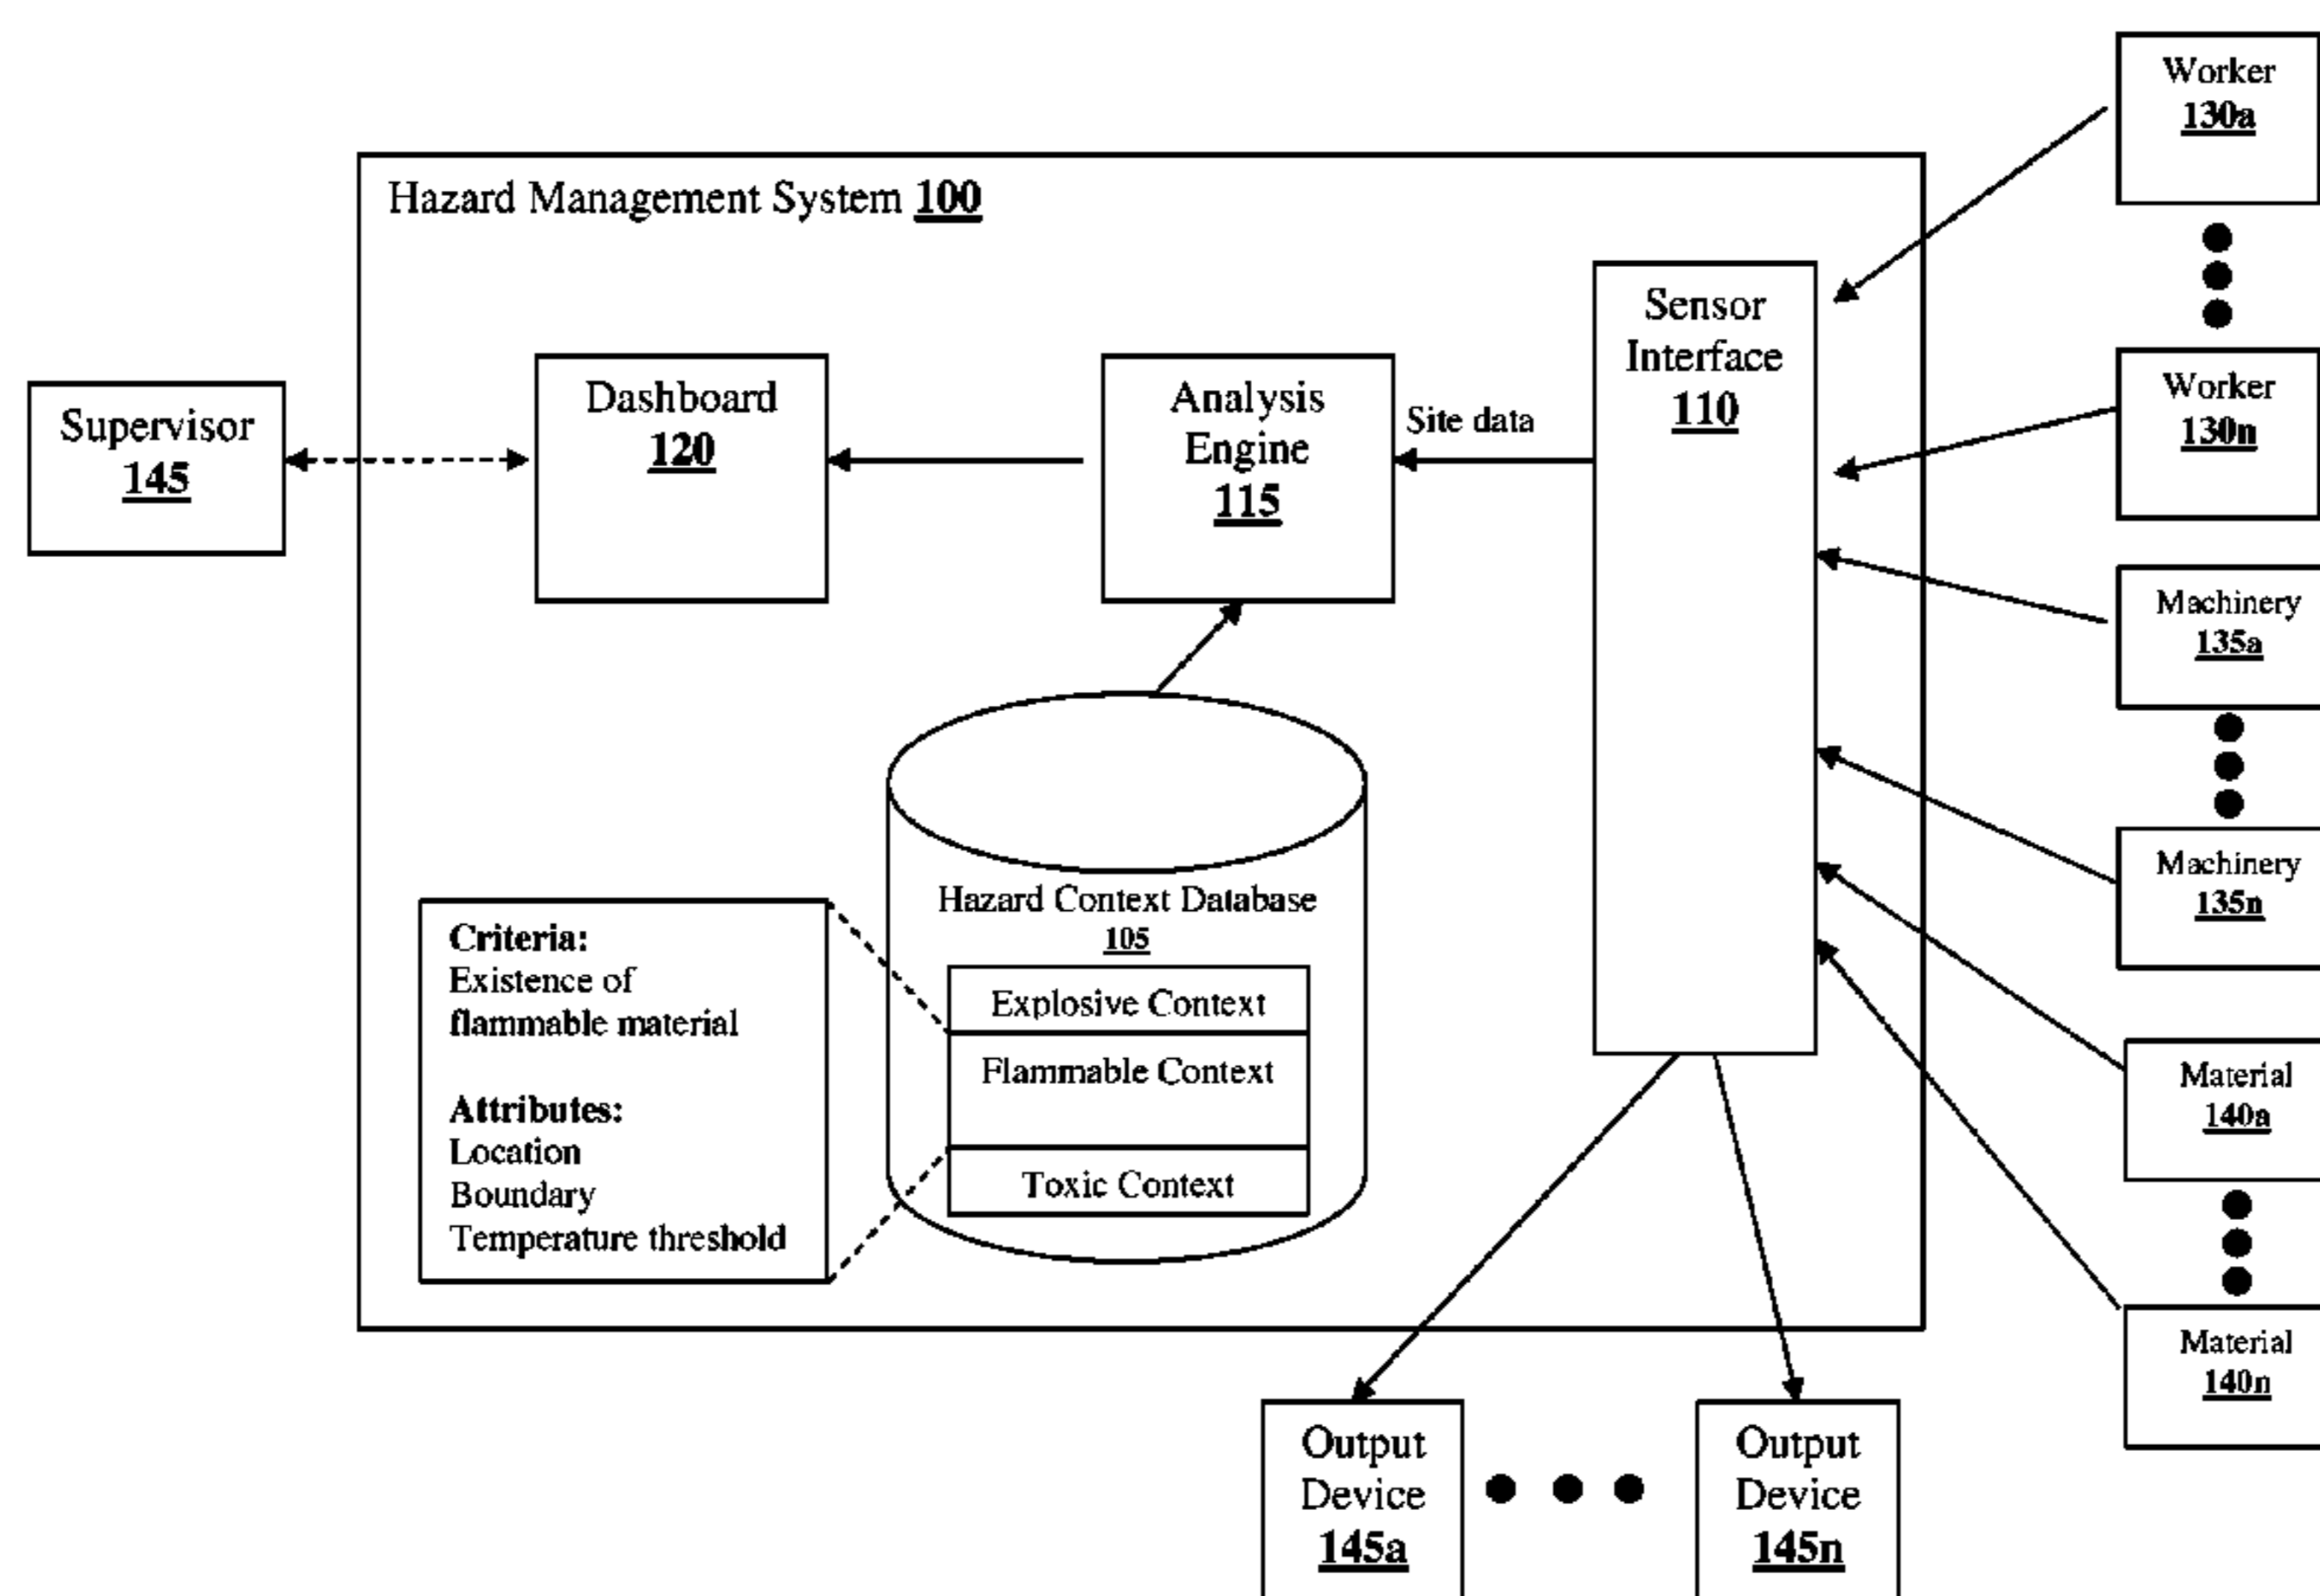 Hazard Management System 100
Supervisor
145
Dashboard
120
Analysis
Engine
115
Site data
Sensor
Interface
110
Worker
130a
Worker
130n
Machinery
135a
Machinery
135n
Material
140a
Material
140n
Hazard Context Database
105
Explosive Context
Flammable Context
Toxic Context
Criteria:
Existence of
flammable material
Attributes:
Location
Boundary
Temperature threshold
Output
Device
145a
Output
Device
145n